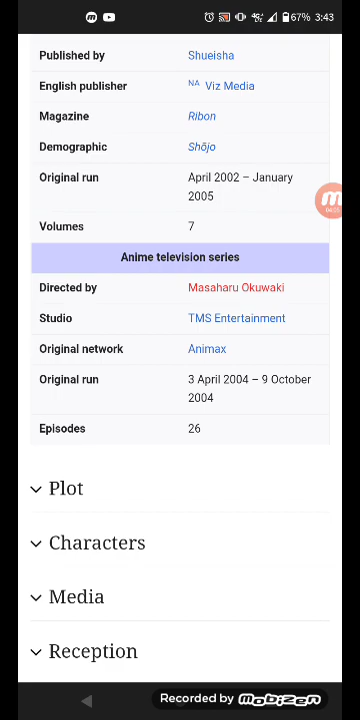 67% 3:43
Published by Shueisha
English publisher NA Viz Media
Magazine Ribon
Demographic Shōjo
Original run April 2002 – January
2005
Volumes 7
Anime television series
Directed by Masaharu Okuwaki
Studio TMS Entertainment
Original network Animax
Original run 3 April 2004 – 9 October
2004
Episodes 26
Plot
Characters
Media
Reception
Recorded by mobizen